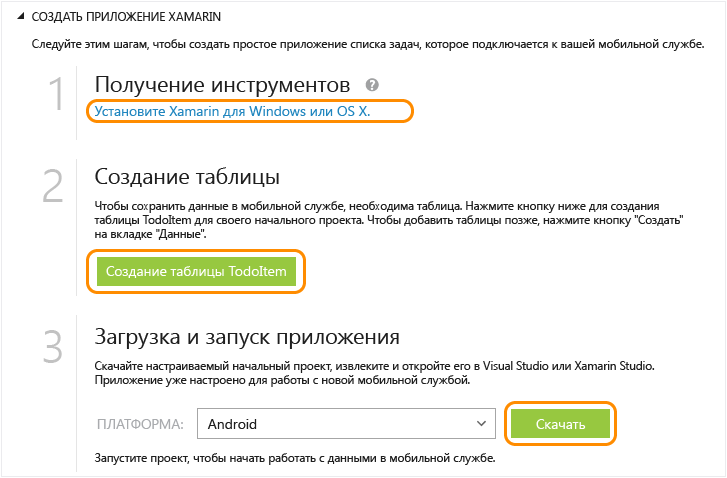 СОЗДАТЬ ПРИЛОЖЕНИЕ XAMARIN
Следуйте этим шагам, чтобы создать простое приложение списка задач, которое подключается к вашей мобильной службе.
1
Получение инструментов ?
Установите Xamarin для Windows или OS X.
2
Создание таблицы
Чтобы сохранить данные в мобильной службе, необходима таблица. Нажмите кнопку ниже для создания
таблицы TodoItem для своего начального проекта. Чтобы добавить таблицы позже, нажмите кнопку "Создать"
на вкладке "Данные".
Создание таблицы TodoItem
3
Загрузка и запуск приложения
Скачайте настраиваемый начальный проект, извлеките и откройте его в Visual Studio или Xamarin Studio.
Приложение уже настроено для работы с новой мобильной службой.
ПЛАТФОРМА: Android Скачать
Запустите проект, чтобы начать работать с данными в мобильной службе.